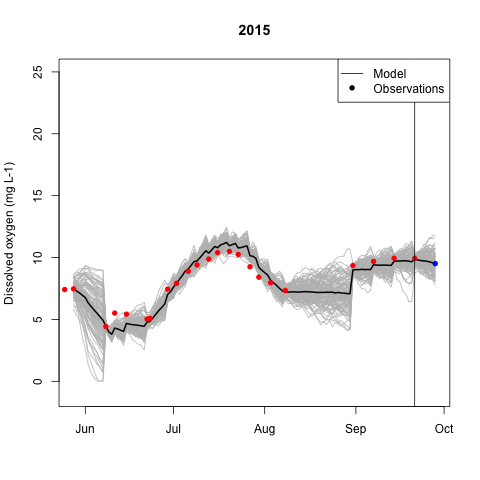 2015
Model
Observations
Dissolved oxygen (mg L-1)
25
20
15
10
5
0
Jun
Jul
Aug
Sep
Oct